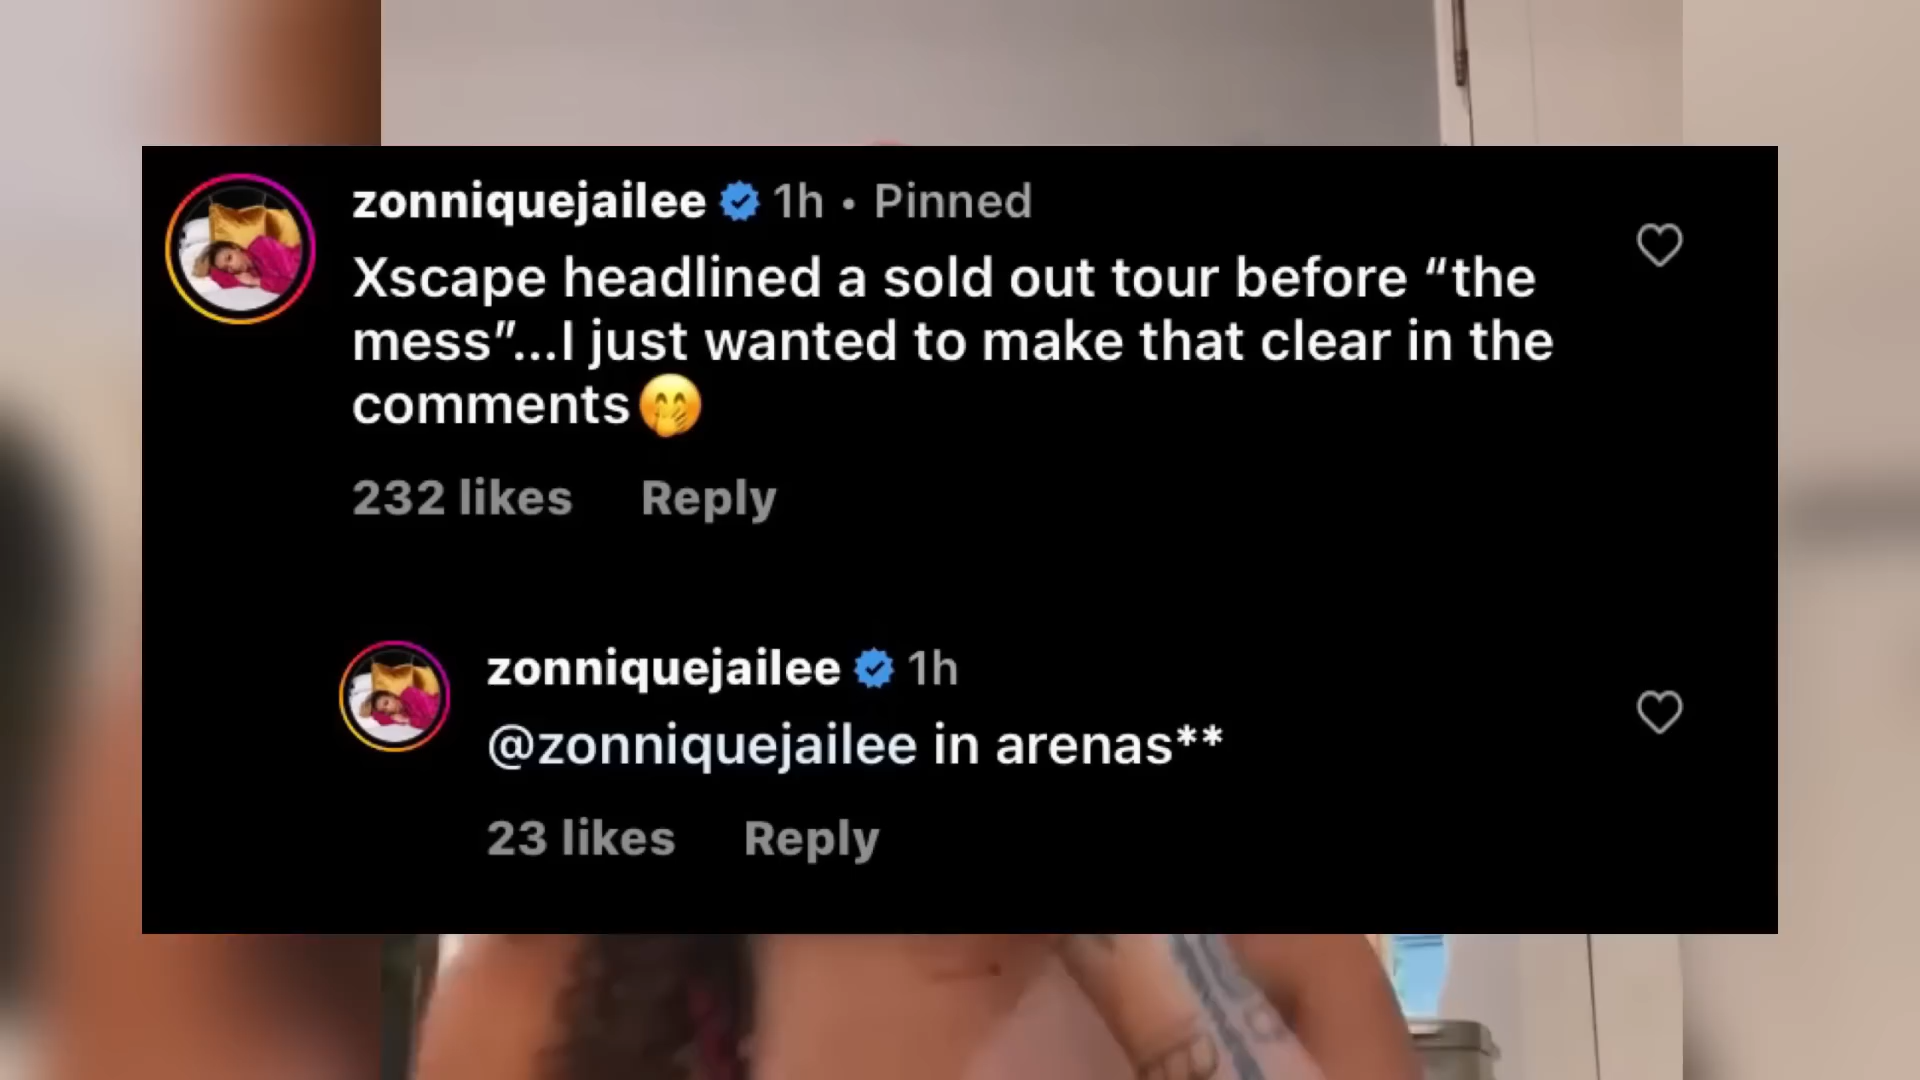 zonniquejailee 1h • Pinned
Xscape headlined a sold out tour before “the
mess”...I just wanted to make that clear in the
comments🤭
232 likes Reply
zonniquejailee 1h
@zonniquejailee in arenas**
23 likes Reply